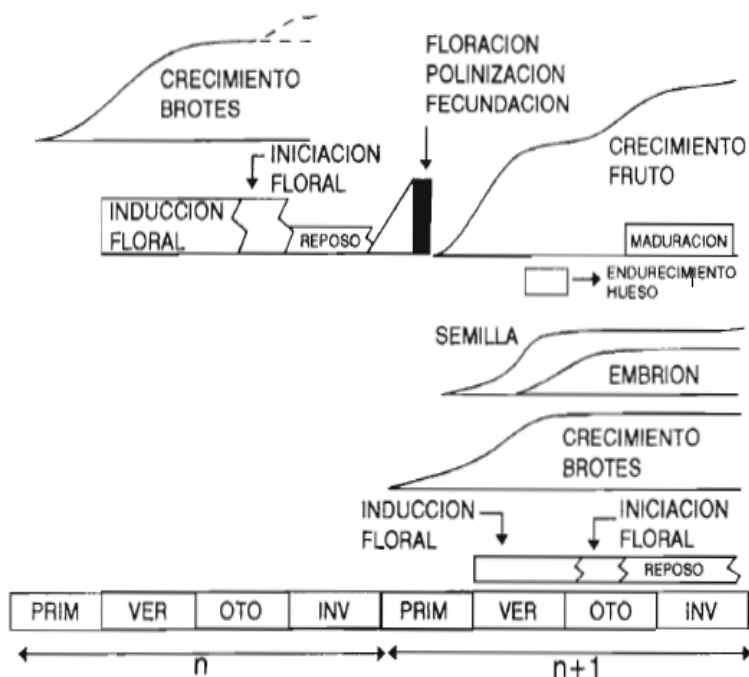 CRECIMIENTO
BROTES
FLORACION
POLINIZACION
FECUNDACION
INICIACION
FLORAL
INDUCCION
FLORAL
REPOSO
CRECIMIENTO
FRUTO
MADURACION
ENDURECIMIENTO
HUESO
SEMILLA
EMBRION
CRECIMIENTO
BROTES
INDUCCION
FLORAL
INICIACION
FLORAL
REPOSO
PRIM VER OTO INV PRIM VER OTO INV
n n+1